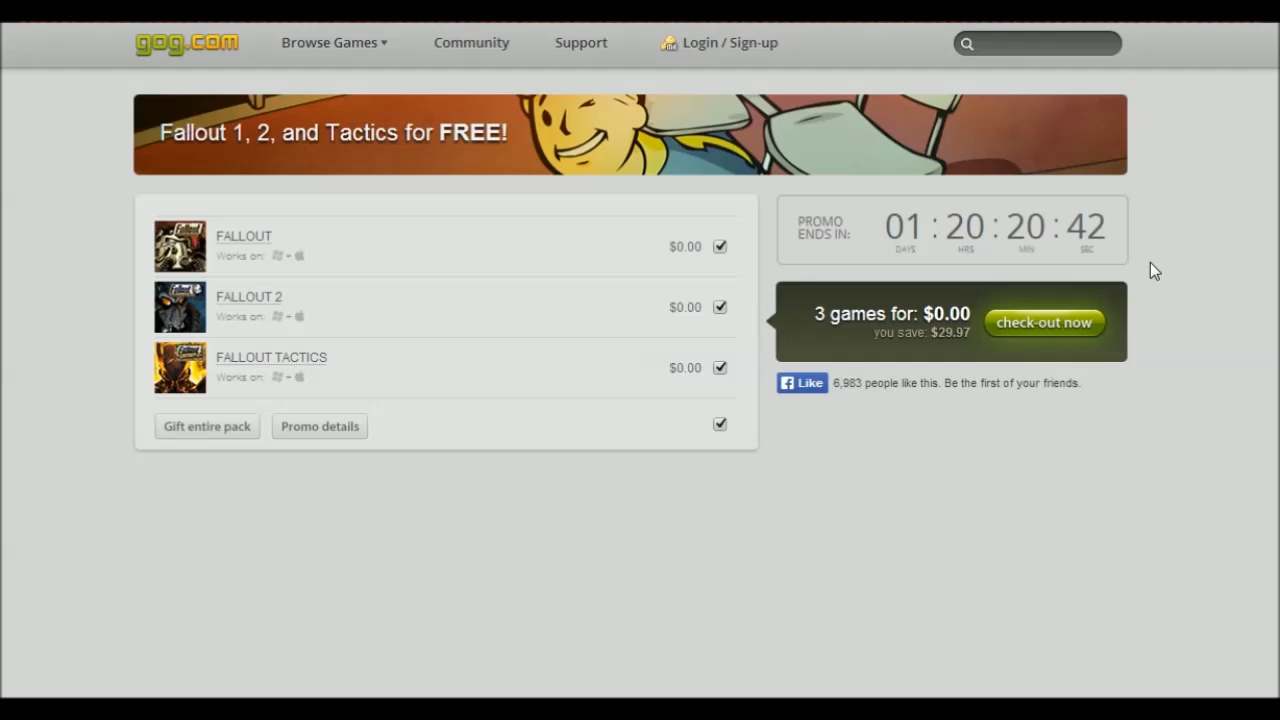 gog.com Browse Games Community Support Login / Sign-up
Fallout 1, 2, and Tactics for FREE!
FALLOUT
Works on:
$0.00
FALLOUT 2
Works on:
$0.00
FALLOUT TACTICS
Works on:
$0.00
Gift entire pack Promo details
PROMO
ENDS IN:
01 : 20 : 20 : 42
DAYS HRS MIN SEC
3 games for: $0.00
you save: $29.97
check-out now
Like 6,983 people like this. Be the first of your friends.